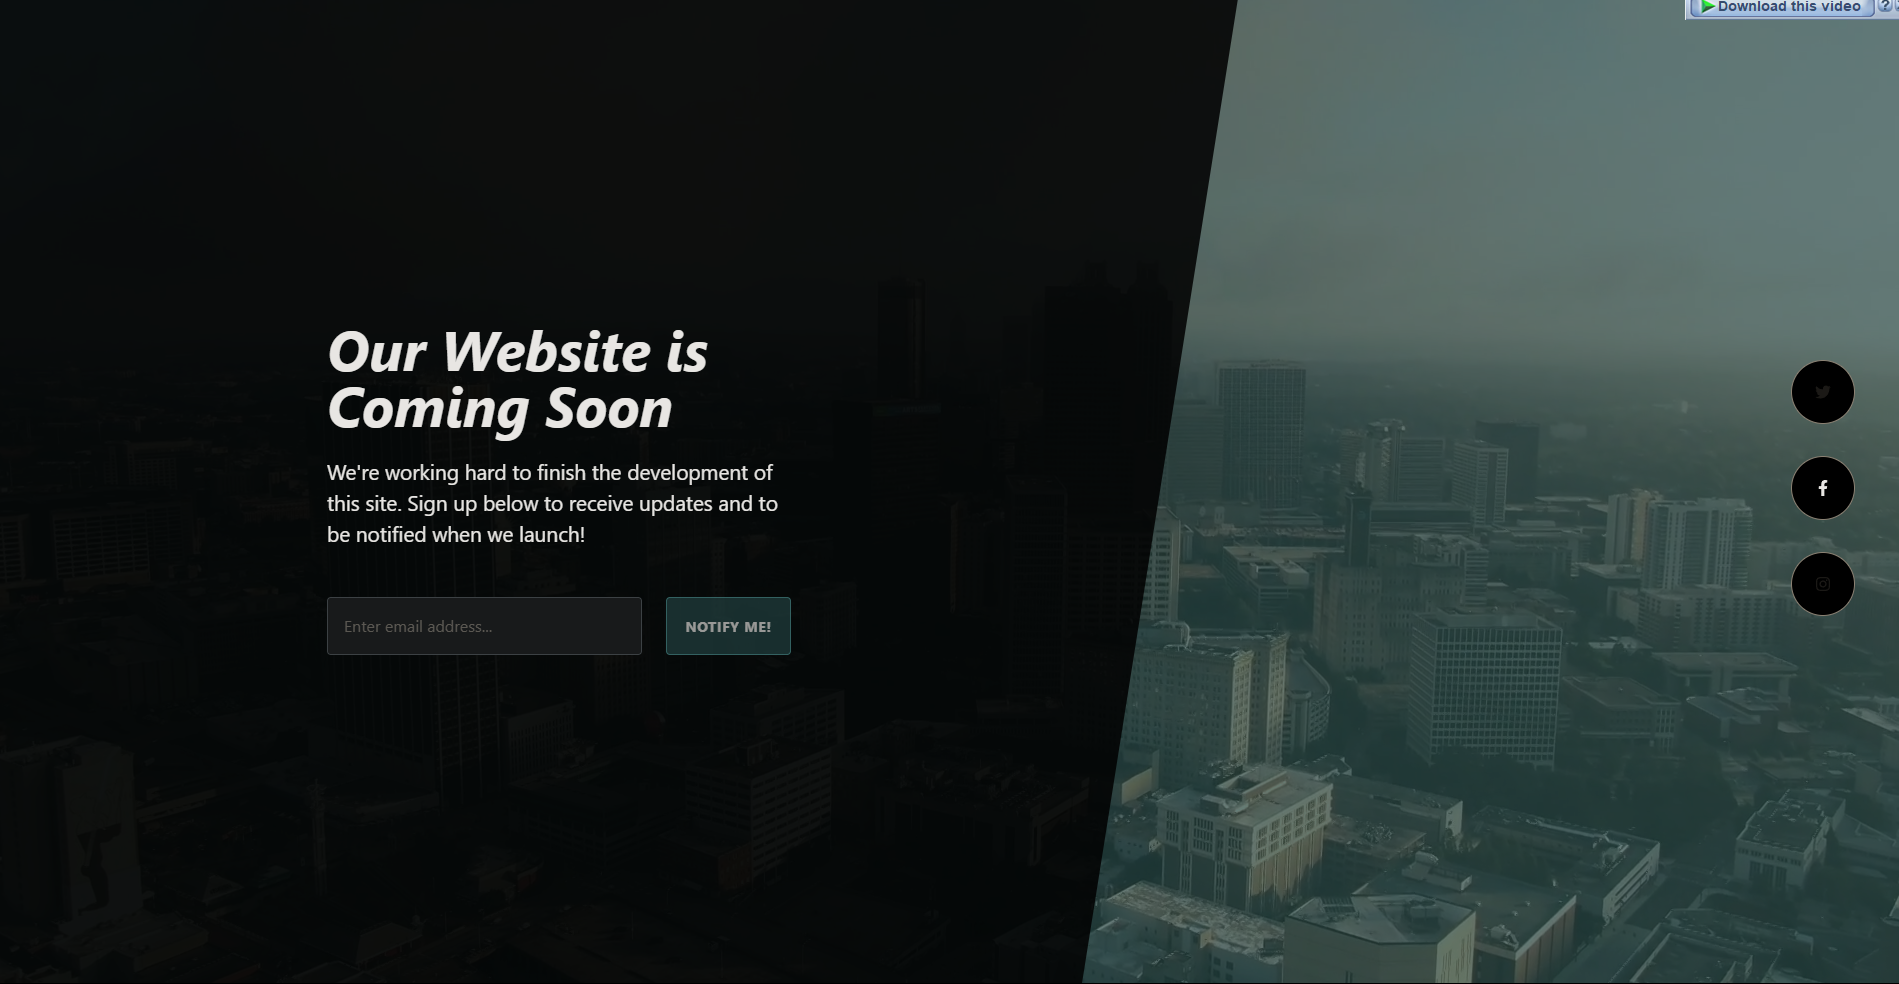 Download this video ?
Our Website is
Coming Soon
We're working hard to finish the development of
this site. Sign up below to receive updates and to
be notified when we launch!
Enter email address...
NOTIFY ME!